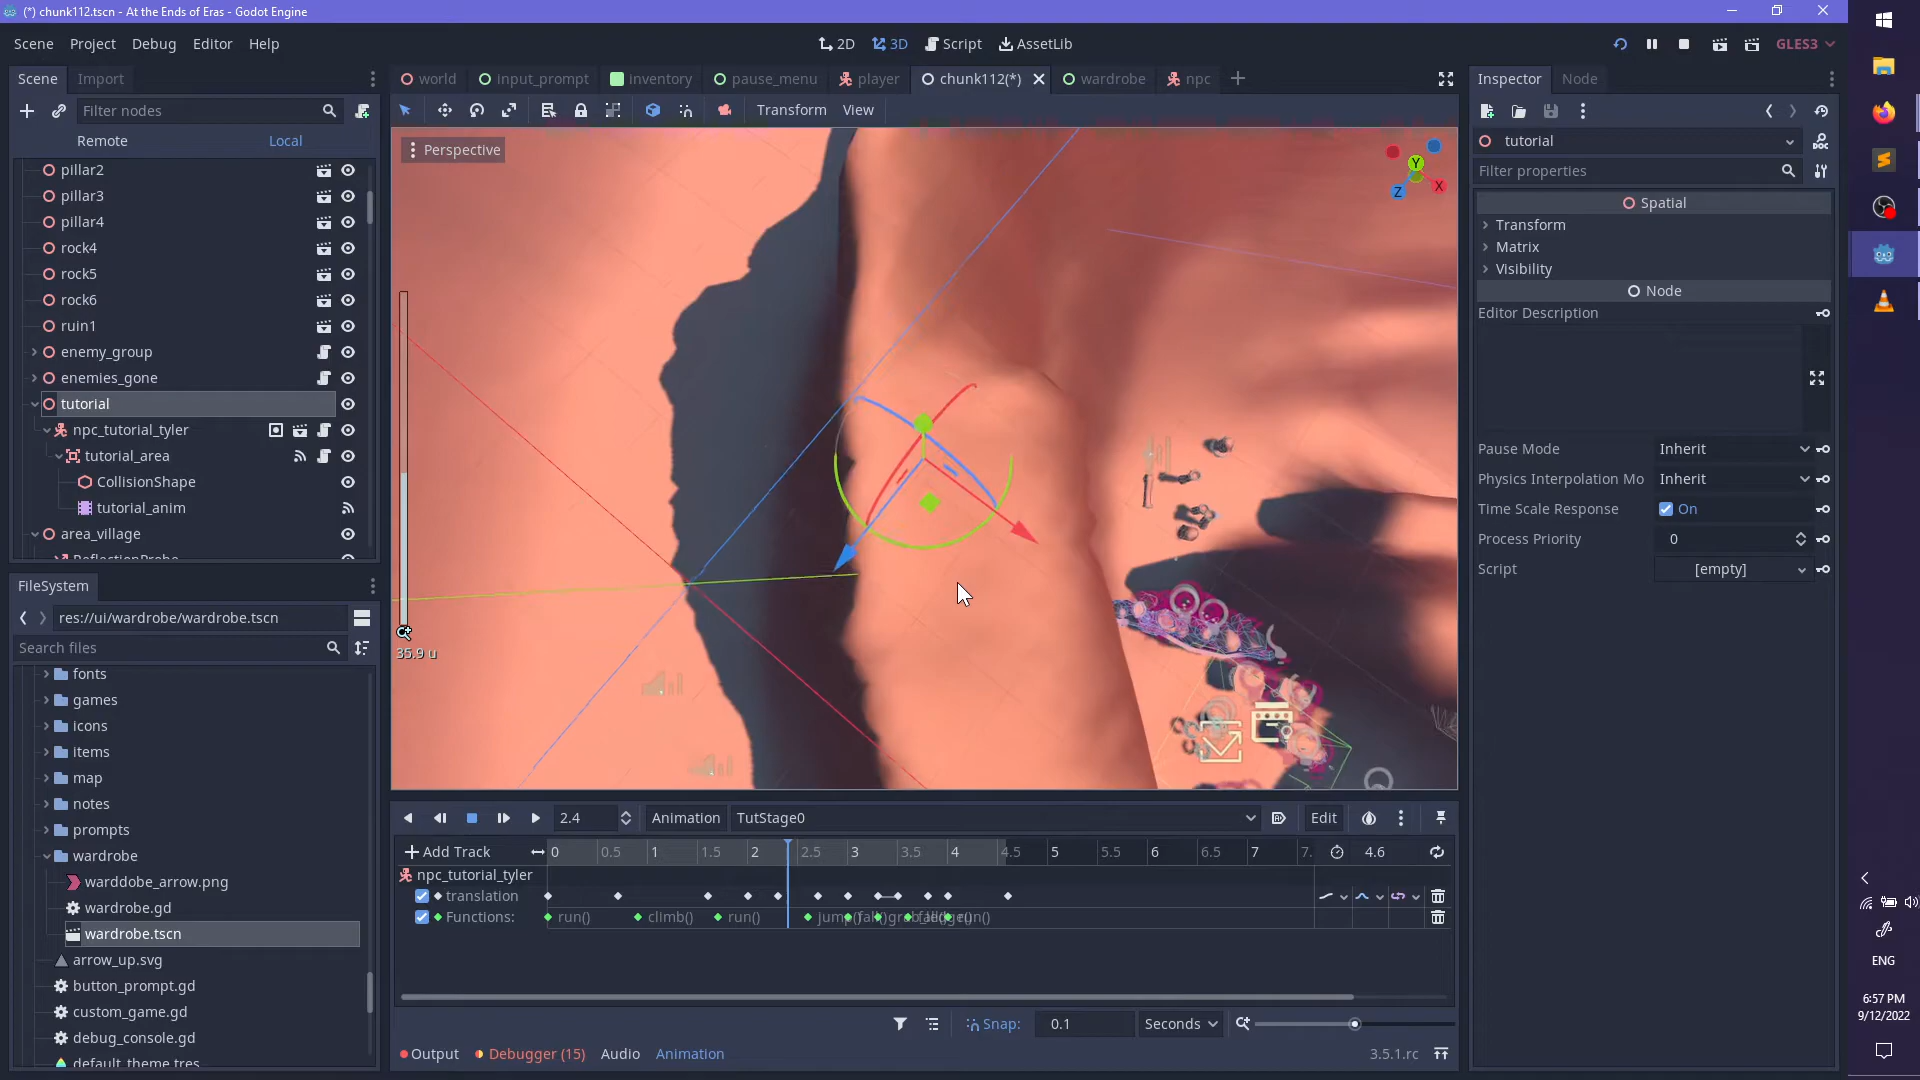 (*) chunk112.tscn - At the Ends of Eras - Godot Engine
Scene Project Debug Editor Help
2D 3D Script AssetLib
GLES3
Scene Import
world input_prompt inventory pause_menu player chunk112(*) wardrobe npc
Inspector Node
Filter nodes
Transform View
Remote Local
Perspective
tutorial
Filter properties
pillar2
pillar3
pillar4
rock4
rock5
rock6
ruin1
enemy_group
enemies_gone
tutorial
npc_tutorial_tyler
tutorial_area
CollisionShape
tutorial_anim
area_village
ReflectionProbe
Y
X
Z
35.9 u
Spatial
Transform
Matrix
Visibility
Node
Editor Description
Pause Mode Inherit
Physics Interpolation Mo Inherit
Time Scale Response On
Process Priority 0
Script [empty]
FileSystem
res://ui/wardrobe/wardrobe.tscn
Search files
fonts
games
icons
items
map
notes
prompts
wardrobe
warddobe_arrow.png
wardrobe.gd
wardrobe.tscn
arrow_up.svg
button_prompt.gd
custom_game.gd
debug_console.gd
default_theme.tres
2.4 Animation TutStage0 Edit
Add Track 0 0.5 1 1.5 2 2.5 3 3.5 4 4.5 5 5.5 6 6.5 7 7. 4.6
npc_tutorial_tyler
translation
Functions: run() climb() run()
Snap: 0.1 Seconds
Output Debugger (15) Audio Animation 3.5.1.rc
ENG
6:57 PM
9/12/2022